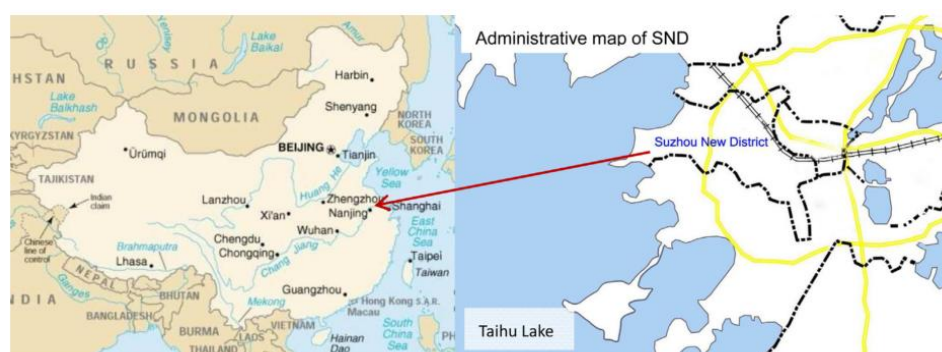 Lake
Baikal
Amur
Yenisey
R U S S I A
HSTAN
Lake
Balkhash
Harbin
MONGOLIA
Shenyang
NORTH
KOREA
KYRGYZSTAN
Ürümqi
BEIJING
Tianjin
SOUTH
KOREA
TAJIKISTAN
Huang He
Yellow
Sea
Indian
claim
Lanzhou
Zhengzhou
Xi'an
Nanjing
Shanghai
Chinese
line of
control
Wuhan
East
China
Sea
Chengdu
Brahmaputra
Chongqing
Chang Jiang
Lhasa
Taipei
Taiwan
NEPAL
Ganges
BHUTAN
Mekong
Guangzhou
N D I A
BANGLADESH
Hong Kong S.A.R.
Macau
BURMA
VIETNAM
LAOS
Hainan
Dao
South
China
Sea
PH
THAILAND
Administrative map of SND
Suzhou New District
Taihu Lake